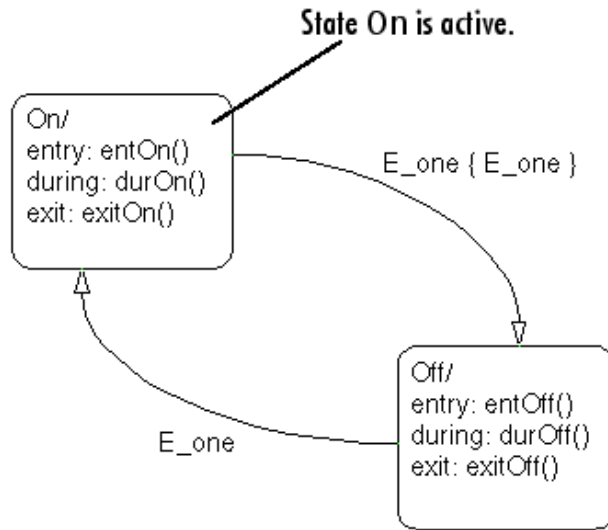 State On is active.
On/
entry: entOn()
during: durOn()
exit: exitOn()
E_one { E_one }
Off/
entry: entOff()
during: durOff()
exit: exitOff()
E_one